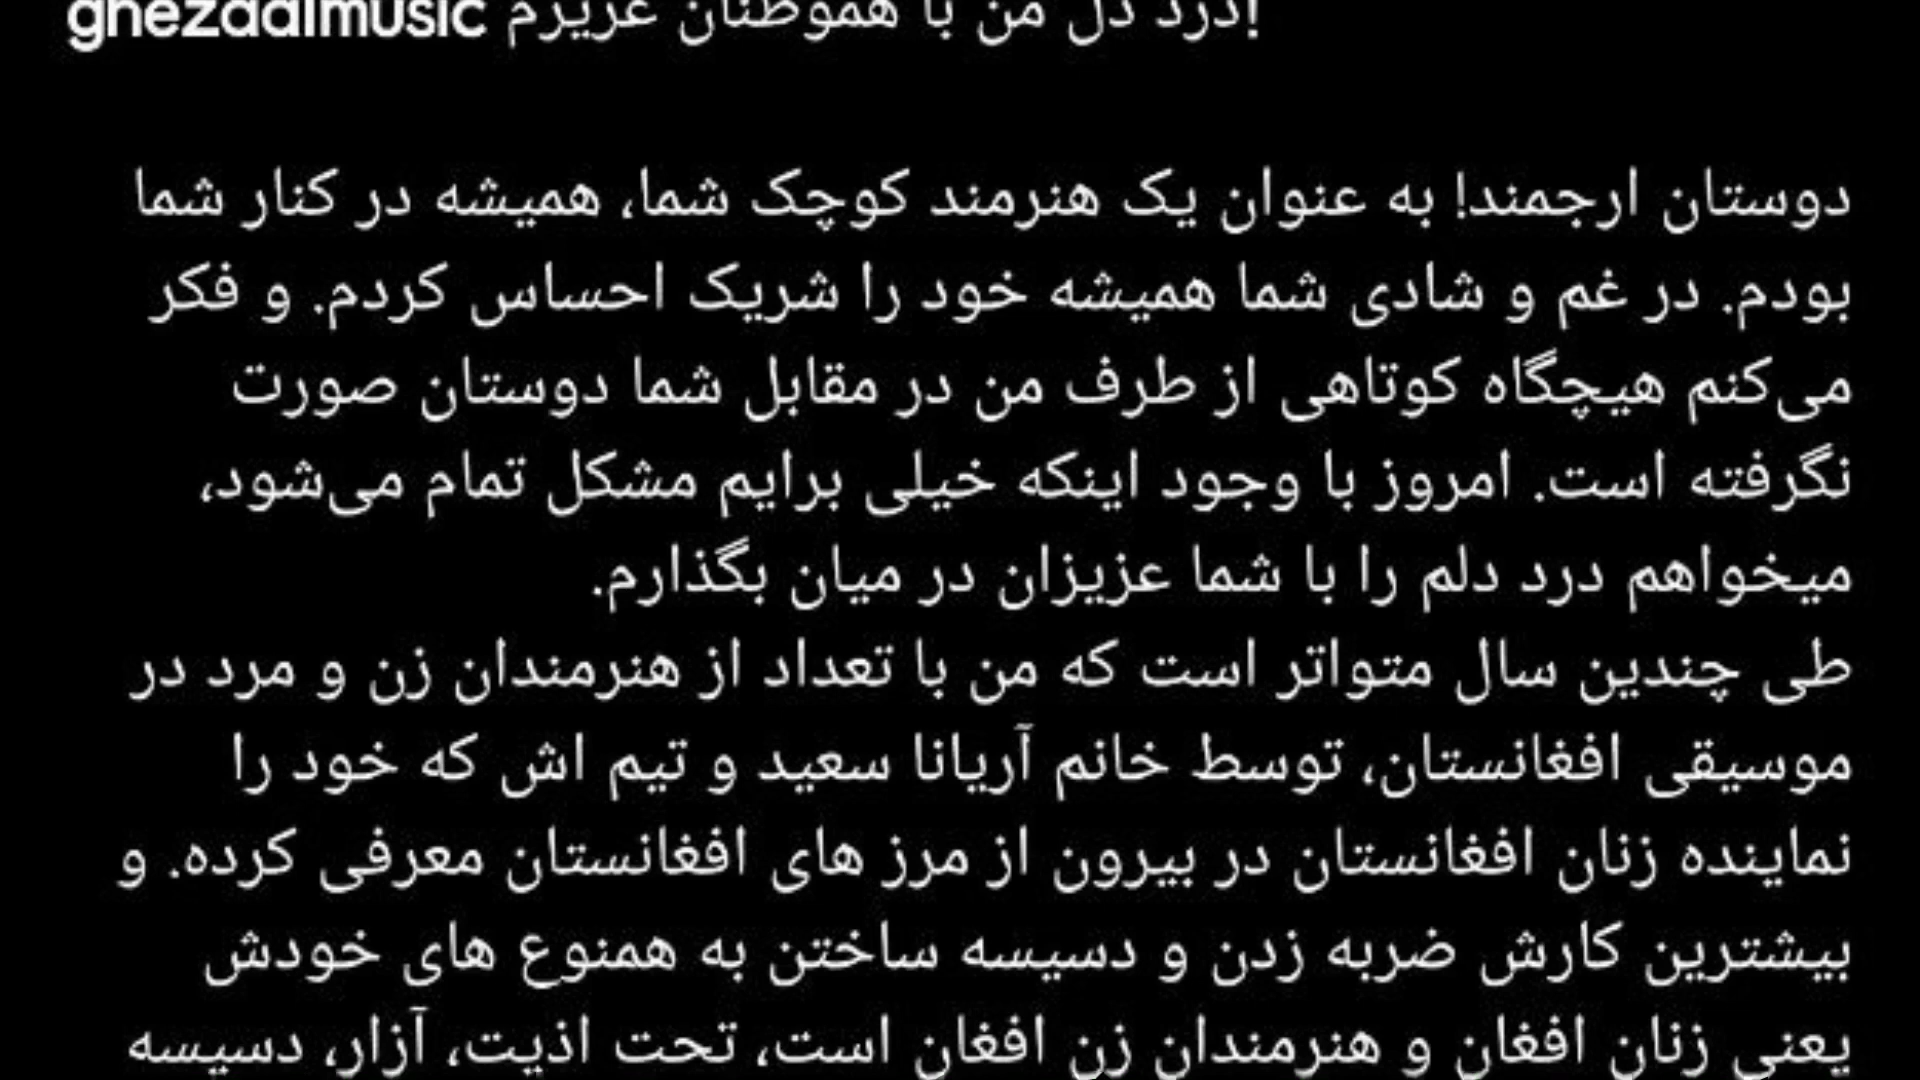 ghezaalmusic درد دل من با هموطنان عزیزم!
دوستان ارجمند! به عنوان یک هنرمند کوچک شما، همیشه در کنار شما
بودم. در غم و شادی شما همیشه خود را شریک احساس کردم. و فکر
می‌کنم هیچگاه کوتاهی از طرف من در مقابل شما دوستان صورت
نگرفته است. امروز با وجود اینکه خیلی برایم مشکل تمام می‌شود،
میخواهم درد دلم را با شما عزیزان در میان بگذارم.
طی چندین سال متواتر است که من با تعداد از هنرمندان زن و مرد در
موسیقی افغانستان، توسط خانم آریانا سعید و تیم اش که خود را
نماینده زنان افغانستان در بیرون از مرز های افغانستان معرفی کرده. و
بیشترین کارش ضربه زدن و دسیسه ساختن به همنوع های خودش
یعنی زنان افغان و هنرمندان زن افغان است، تحت اذیت، آزار، دسیسه